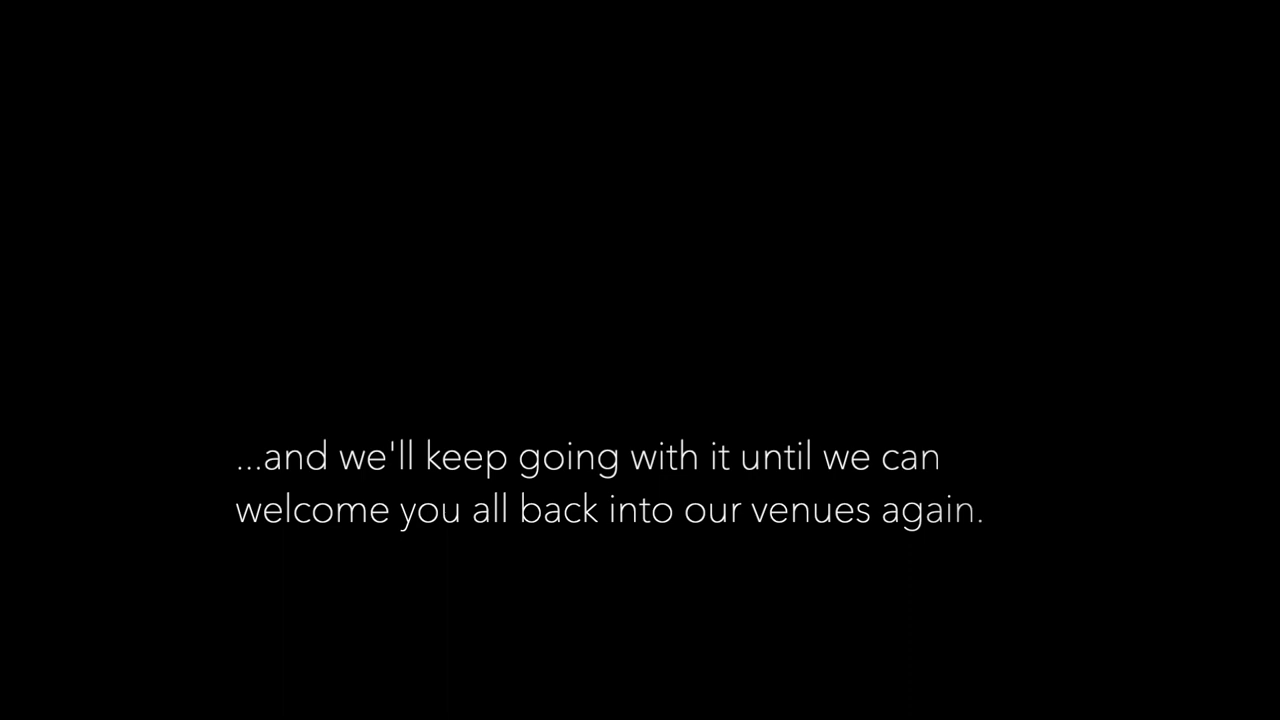 ...and we'll keep going with it until we can
welcome you all back into our venues again.